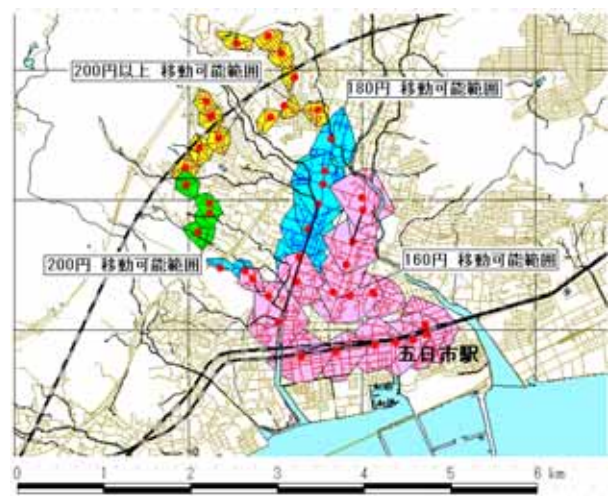 200円以上 移動可能範囲
180円 移動可能範囲
200円 移動可能範囲
160円 移動可能範囲
五日市駅
0 1 2 3 4 5 6 km